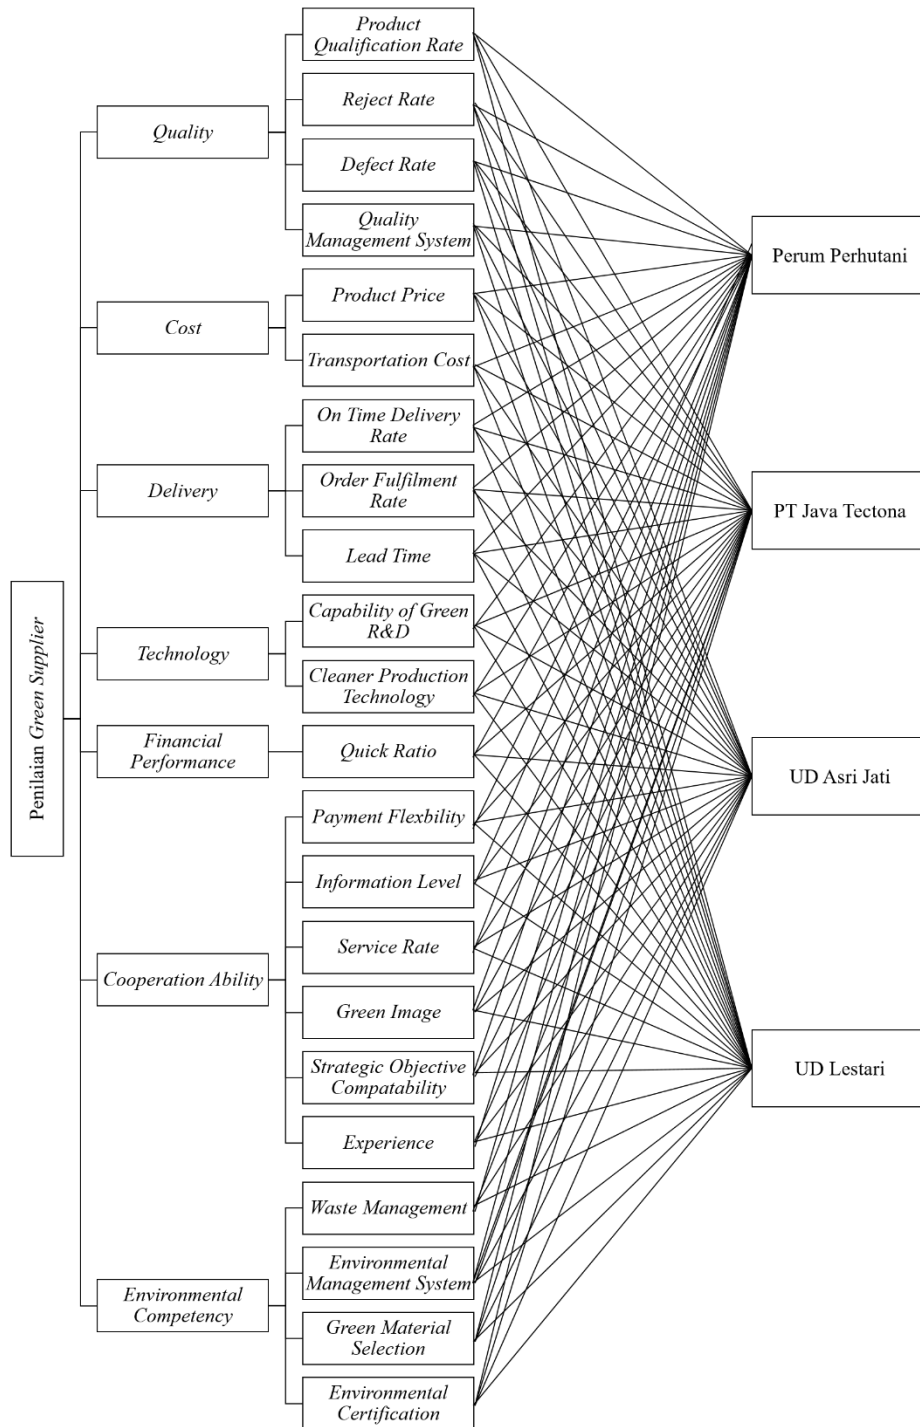 Penilaian Green Supplier
Quality
Product
Qualification Rate
Reject Rate
Defect Rate
Quality
Management System
Cost
Product Price
Transportation Cost
Delivery
On Time Delivery
Rate
Order Fulfilment
Rate
Lead Time
Technology
Capability of Green
R&D
Cleaner Production
Technology
Financial
Performance
Quick Ratio
Cooperation Ability
Payment Flexbility
Information Level
Service Rate
Green Image
Strategic Objective
Compatability
Experience
Environmental
Competency
Waste Management
Environmental
Management System
Green Material
Selection
Environmental
Certification
Perum Perhutani
PT Java Tectona
UD Asri Jati
UD Lestari